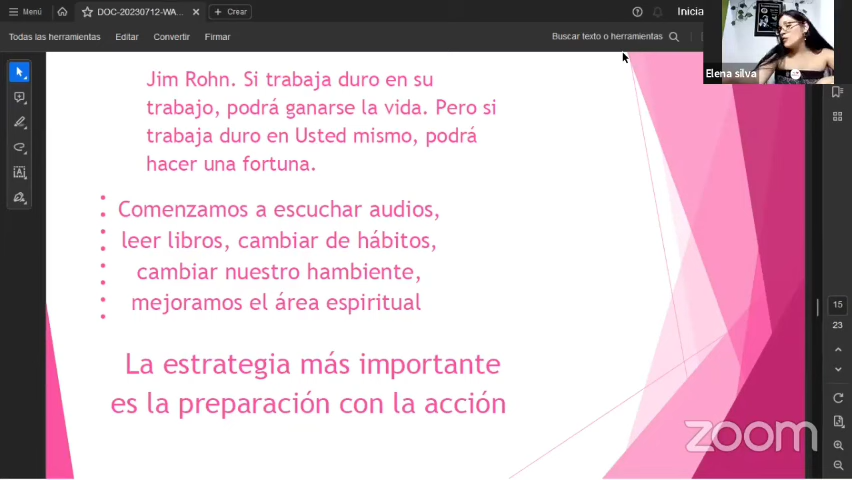 Menú
DOC-20230712-WA...
Crear
Inicia
Todas las herramientas
Editar
Convertir
Firmar
Buscar texto o herramientas
Elena silva
Jim Rohn. Si trabaja duro en su
trabajo, podrá ganarse la vida. Pero si
trabaja duro en Usted mismo, podrá
hacer una fortuna.
Comenzamos a escuchar audios,
leer libros, cambiar de hábitos,
cambiar nuestro hambiente,
mejoramos el área espiritual
La estrategia más importante
es la preparación con la acción
15
23
zoom